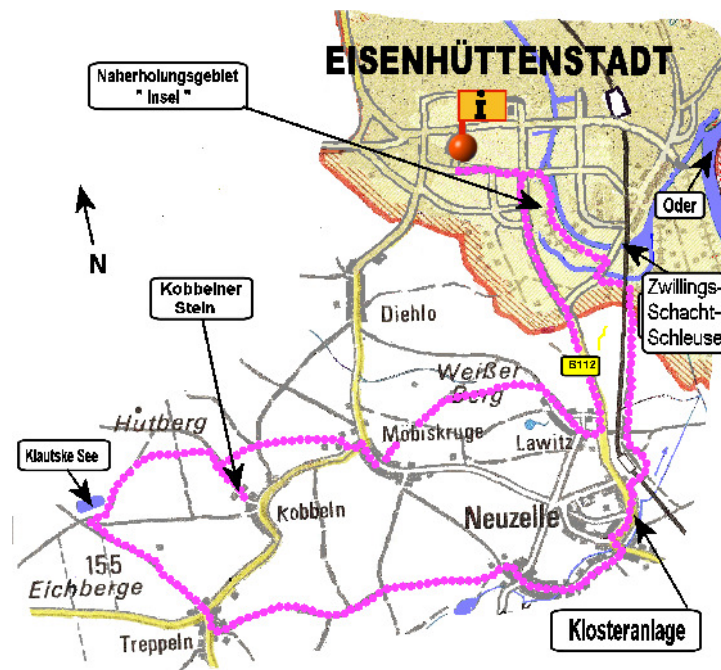 EISENHÜTTENSTADT
Naherholungsgebiet
" Insel "
i
Oder
N
Kobbelner
Stein
Zwillings-
Schacht-
Schleuse
Diehlo
B112
Weißer
Berg
Hutberg
Möbiskruge
Lawitz
Klautske See
Kobbeln
Neuzelle
155
Eichberge
Treppeln
Klosteranlage